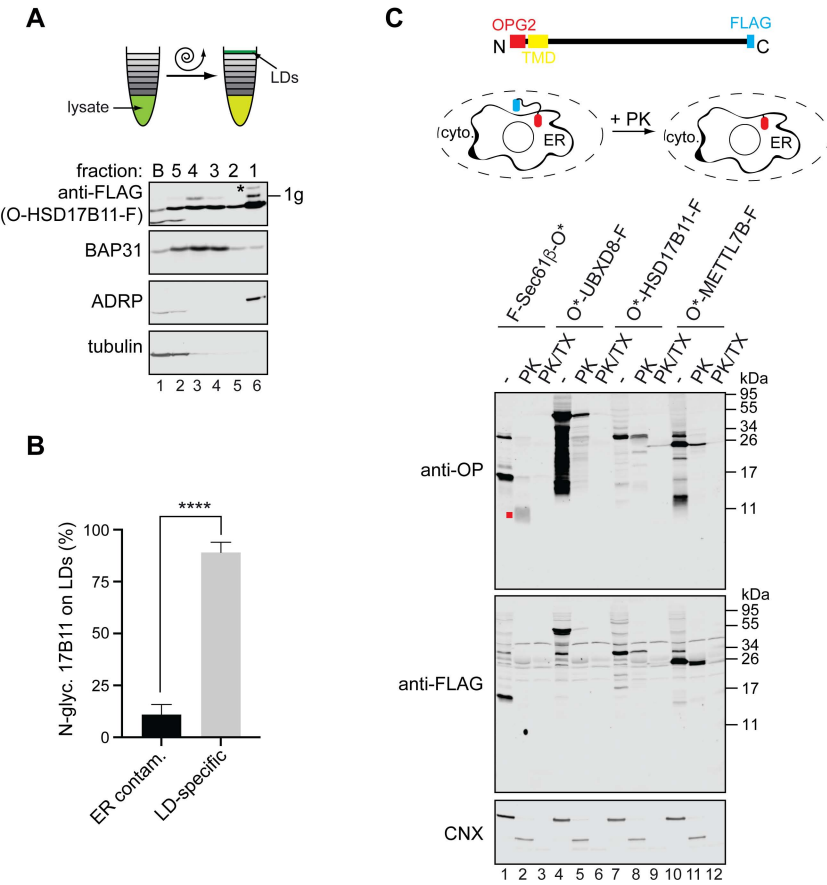 A
LDs
lysate
fraction: B 5 4 3 2 1
anti-FLAG
(O-HSD17B11-F)
*
1g
BAP31
ADRP
tubulin
1 2 3 4 5 6
B
N-glyc. 17B11 on LDs (%)
100
75
50
25
0
****
ER contam.
LD-specific
C
OPG2
FLAG
N
C
TMD
cyto.
ER
+ PK
cyto.
ER
F-Sec61β-O*
O*-UBXD8-F
O*-HSD17B11-F
O*-METTL7B-F
- PK PK/TX - PK PK/TX - PK PK/TX - PK PK/TX
kDa
95
55
34
26
17
11
anti-OP
kDa
95
55
34
26
17
11
anti-FLAG
CNX
1 2 3 4 5 6 7 8 9 10 11 12